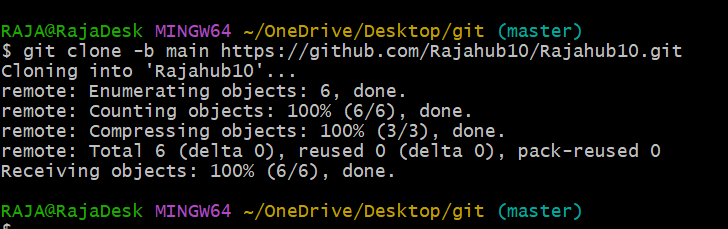 RAJA@RajaDesk MINGW64 ~/OneDrive/Desktop/git (master)
$ git clone -b main https://github.com/Rajahub10/Rajahub10.git
Cloning into 'Rajahub10'...
remote: Enumerating objects: 6, done.
remote: Counting objects: 100% (6/6), done.
remote: Compressing objects: 100% (3/3), done.
remote: Total 6 (delta 0), reused 0 (delta 0), pack-reused 0
Receiving objects: 100% (6/6), done.
RAJA@RajaDesk MINGW64 ~/OneDrive/Desktop/git (master)
$